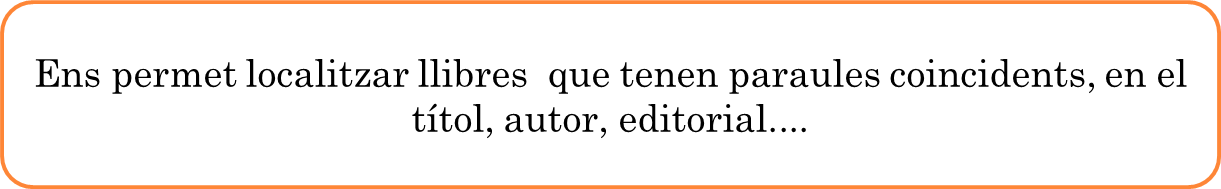 Ens permet localitzar llibres  que tenen paraules coincidents, en el
títol, autor, editorial....